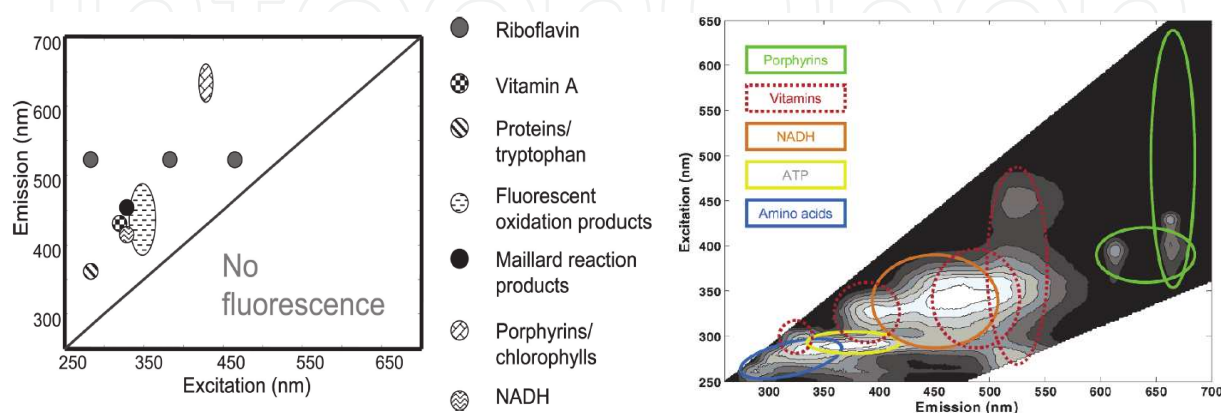 700
600
500
400
300
Emission (nm)
250
350
450
550
650
Excitation (nm)
No
fluorescence
Riboflavin
Vitamin A
Proteins/
tryptophan
Fluorescent
oxidation products
Maillard reaction
products
Porphyrins/
chlorophylls
NADH
650
600
550
500
450
400
350
300
250
Excitation (nm)
Porphyrins
Vitamins
NADH
ATP
Amino acids
300
350
400
450
500
550
600
650
700
Emission (nm)